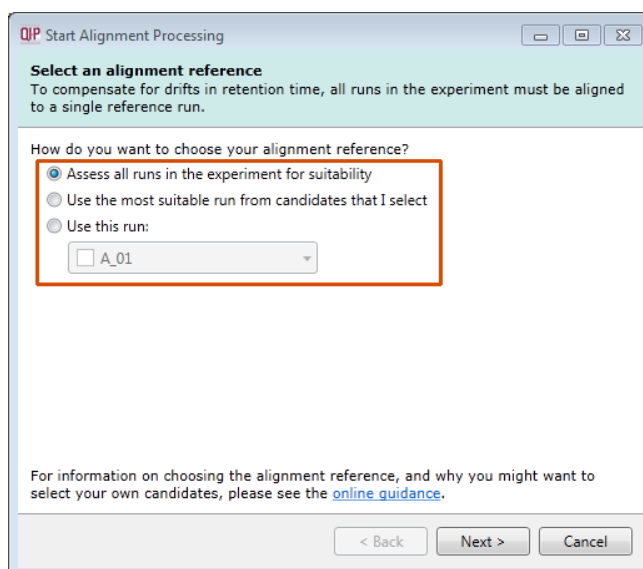 QIP Start Alignment Processing
Select an alignment reference
To compensate for drifts in retention time, all runs in the experiment must be aligned
to a single reference run.
How do you want to choose your alignment reference?
Assess all runs in the experiment for suitability
Use the most suitable run from candidates that I select
Use this run:
A_01
For information on choosing the alignment reference, and why you might want to
select your own candidates, please see the online guidance.
< Back Next > Cancel